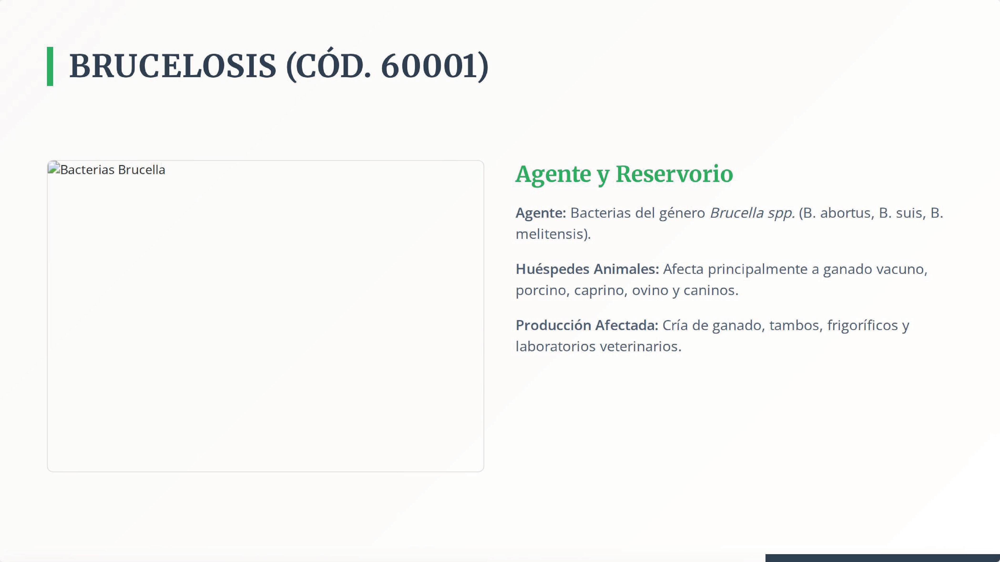 BRUCELOSIS (CÓD. 60001)
Bacterias Brucella
Agente y Reservorio
Agente: Bacterias del género Brucella spp. (B. abortus, B. suis, B.
melitensis).
Huéspedes Animales: Afecta principalmente a ganado vacuno,
porcino, caprino, ovino y caninos.
Producción Afectada: Cría de ganado, tambos, frigoríficos y
laboratorios veterinarios.